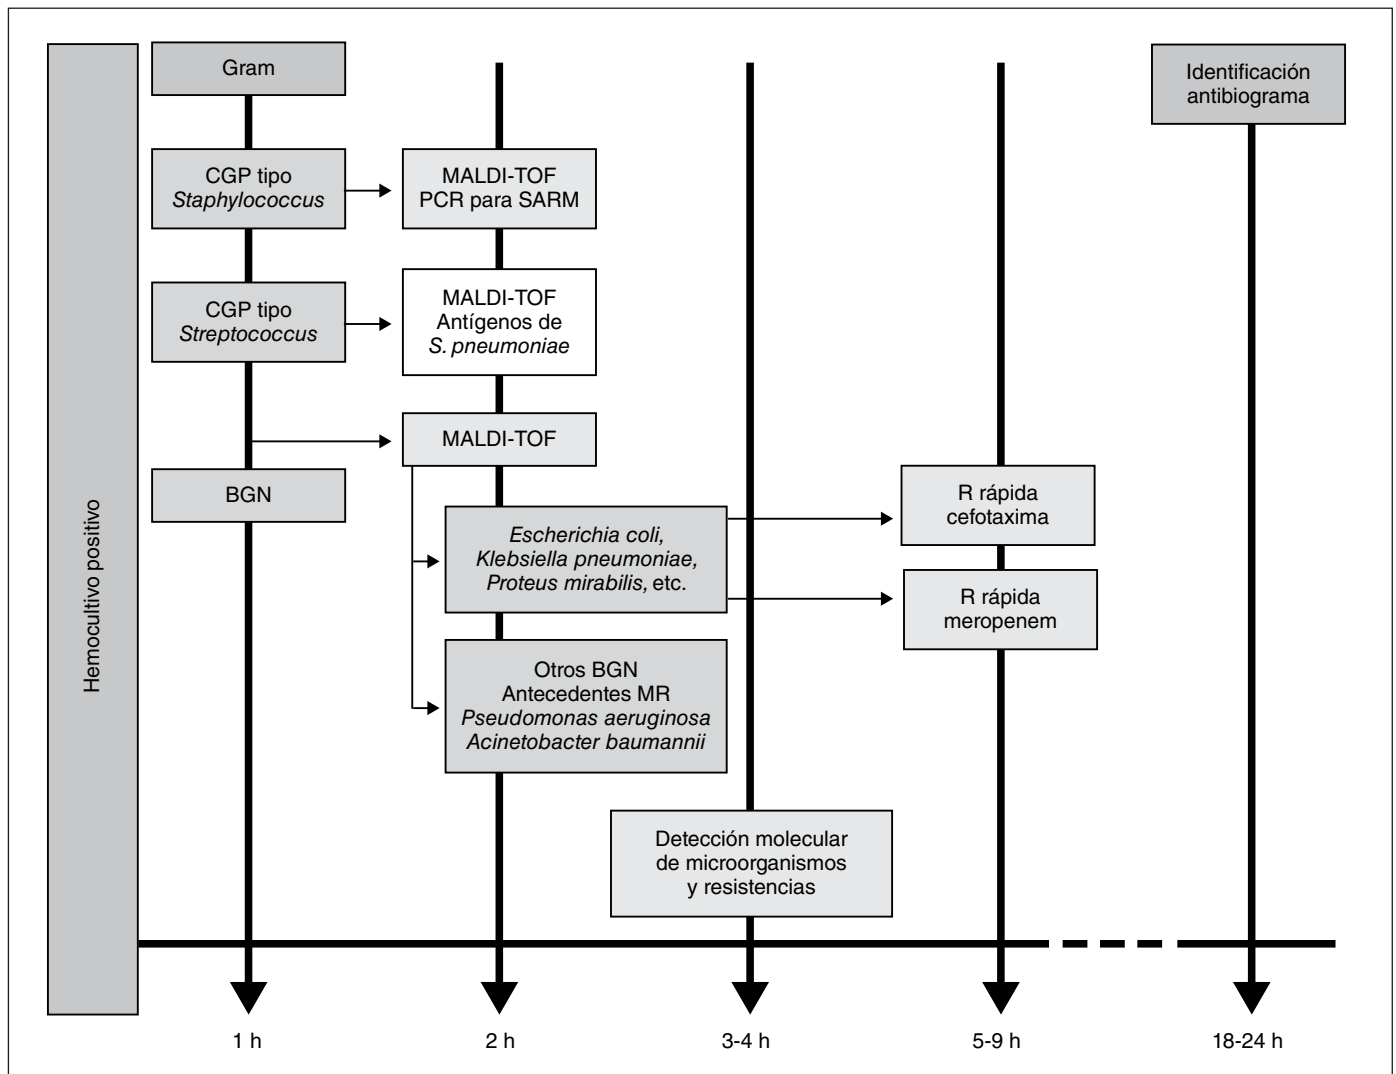 Hemocultivo positivo
Gram
CGP tipo
Staphylococcus
CGP tipo
Streptococcus
BGN
MALDI-TOF
PCR para SARM
MALDI-TOF
Antígenos de
S. pneumoniae
MALDI-TOF
Escherichia coli,
Klebsiella pneumoniae,
Proteus mirabilis, etc.
Otros BGN
Antecedentes MR
Pseudomonas aeruginosa
Acinetobacter baumannii
Detección molecular
de microorganismos
y resistencias
R rápida
cefotaxima
R rápida
meropenem
Identificación
antibiograma
1 h
2 h
3-4 h
5-9 h
18-24 h